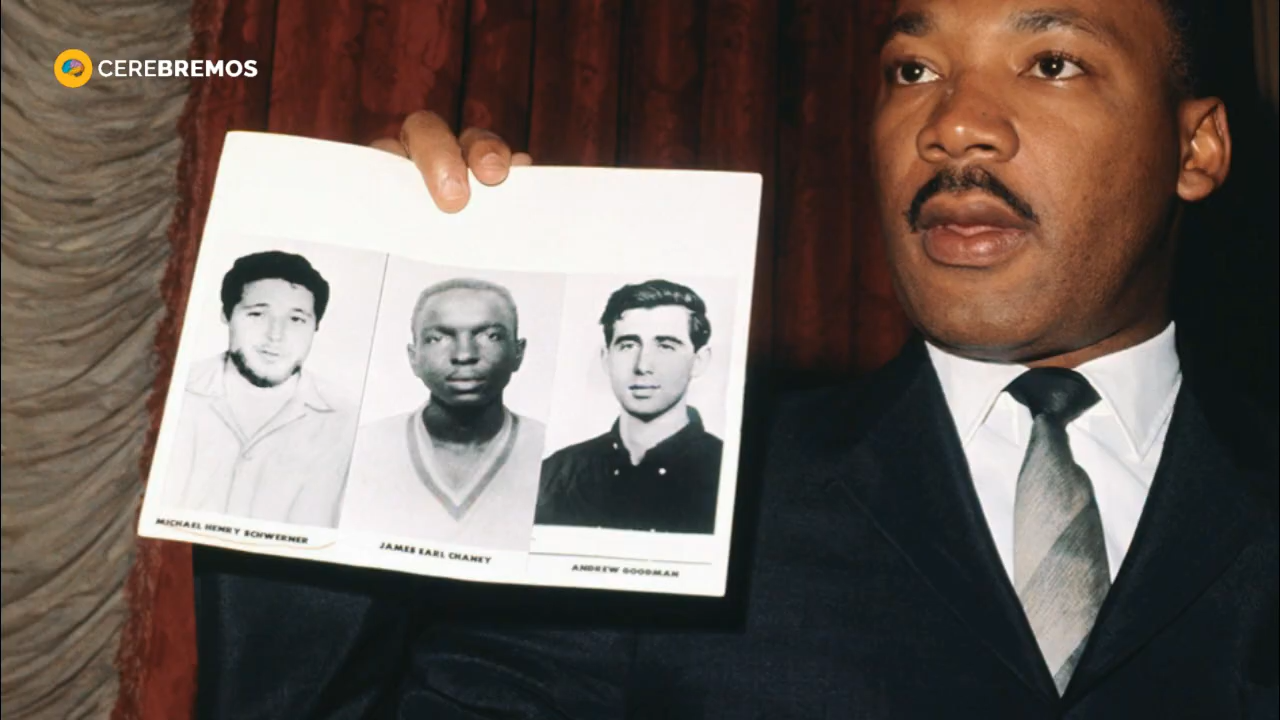 CEREBREMOS
MICHAEL HENRY SCHWERNER
JAMES EARL CHANEY
ANDREW GOODMAN